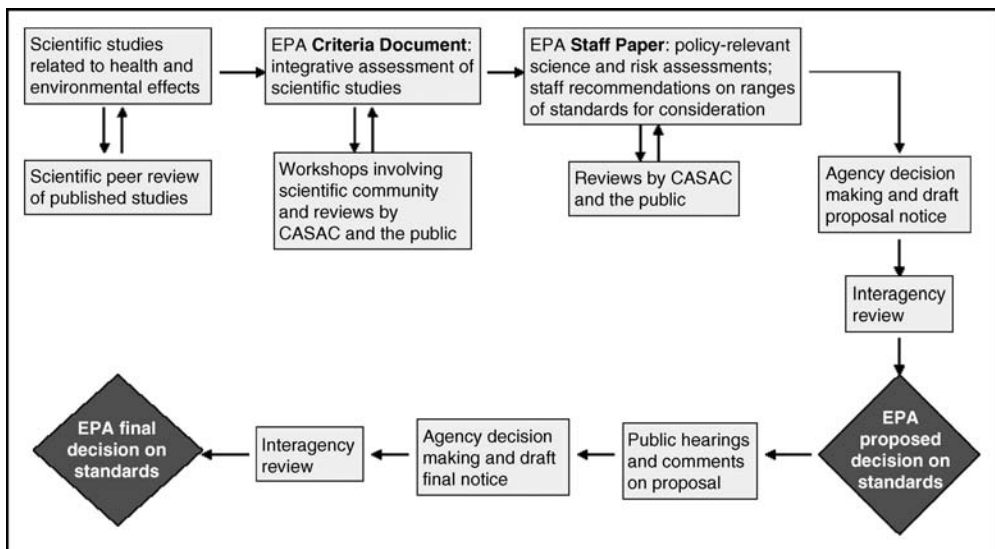 Scientific studies
related to health and
environmental effects
EPA Criteria Document:
integrative assessment of
scientific studies
EPA Staff Paper: policy-relevant
science and risk assessments;
staff recommendations on ranges
of standards for consideration
Scientific peer review
of published studies
Workshops involving
scientific community
and reviews by
CASAC and the public
Reviews by CASAC
and the public
Agency decision
making and draft
proposal notice
Interagency
review
EPA
proposed
decision on
standards
Public hearings
and comments
on proposal
Agency decision
making and draft
final notice
Interagency
review
EPA final
decision on
standards